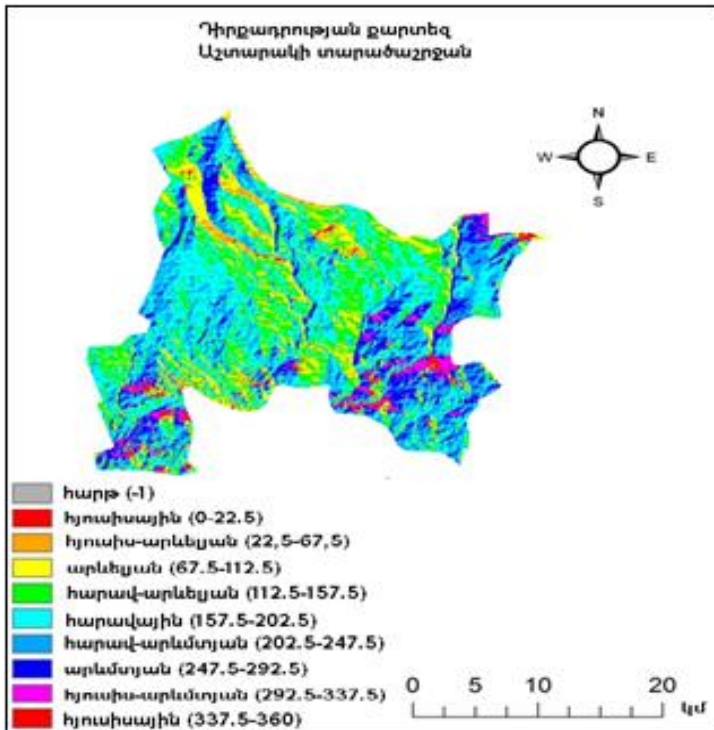 Դիրքադրության քարտեզ
Աշտարակի տարածաշրջան
N
W E
S
հարթ (-1)
հյուսիսային (0-22.5)
հյուսիս-արևելյան (22,5-67,5)
արևելյան (67.5-112.5)
հարավ-արևելյան (112.5-157.5)
հարավային (157.5-202.5)
հարավ-արևմտյան (202.5-247.5)
արևմտյան (247.5-292.5)
հյուսիս-արևմտյան (292.5-337.5)
հյուսիսային (337.5-360)
0 5 10 20
կմ